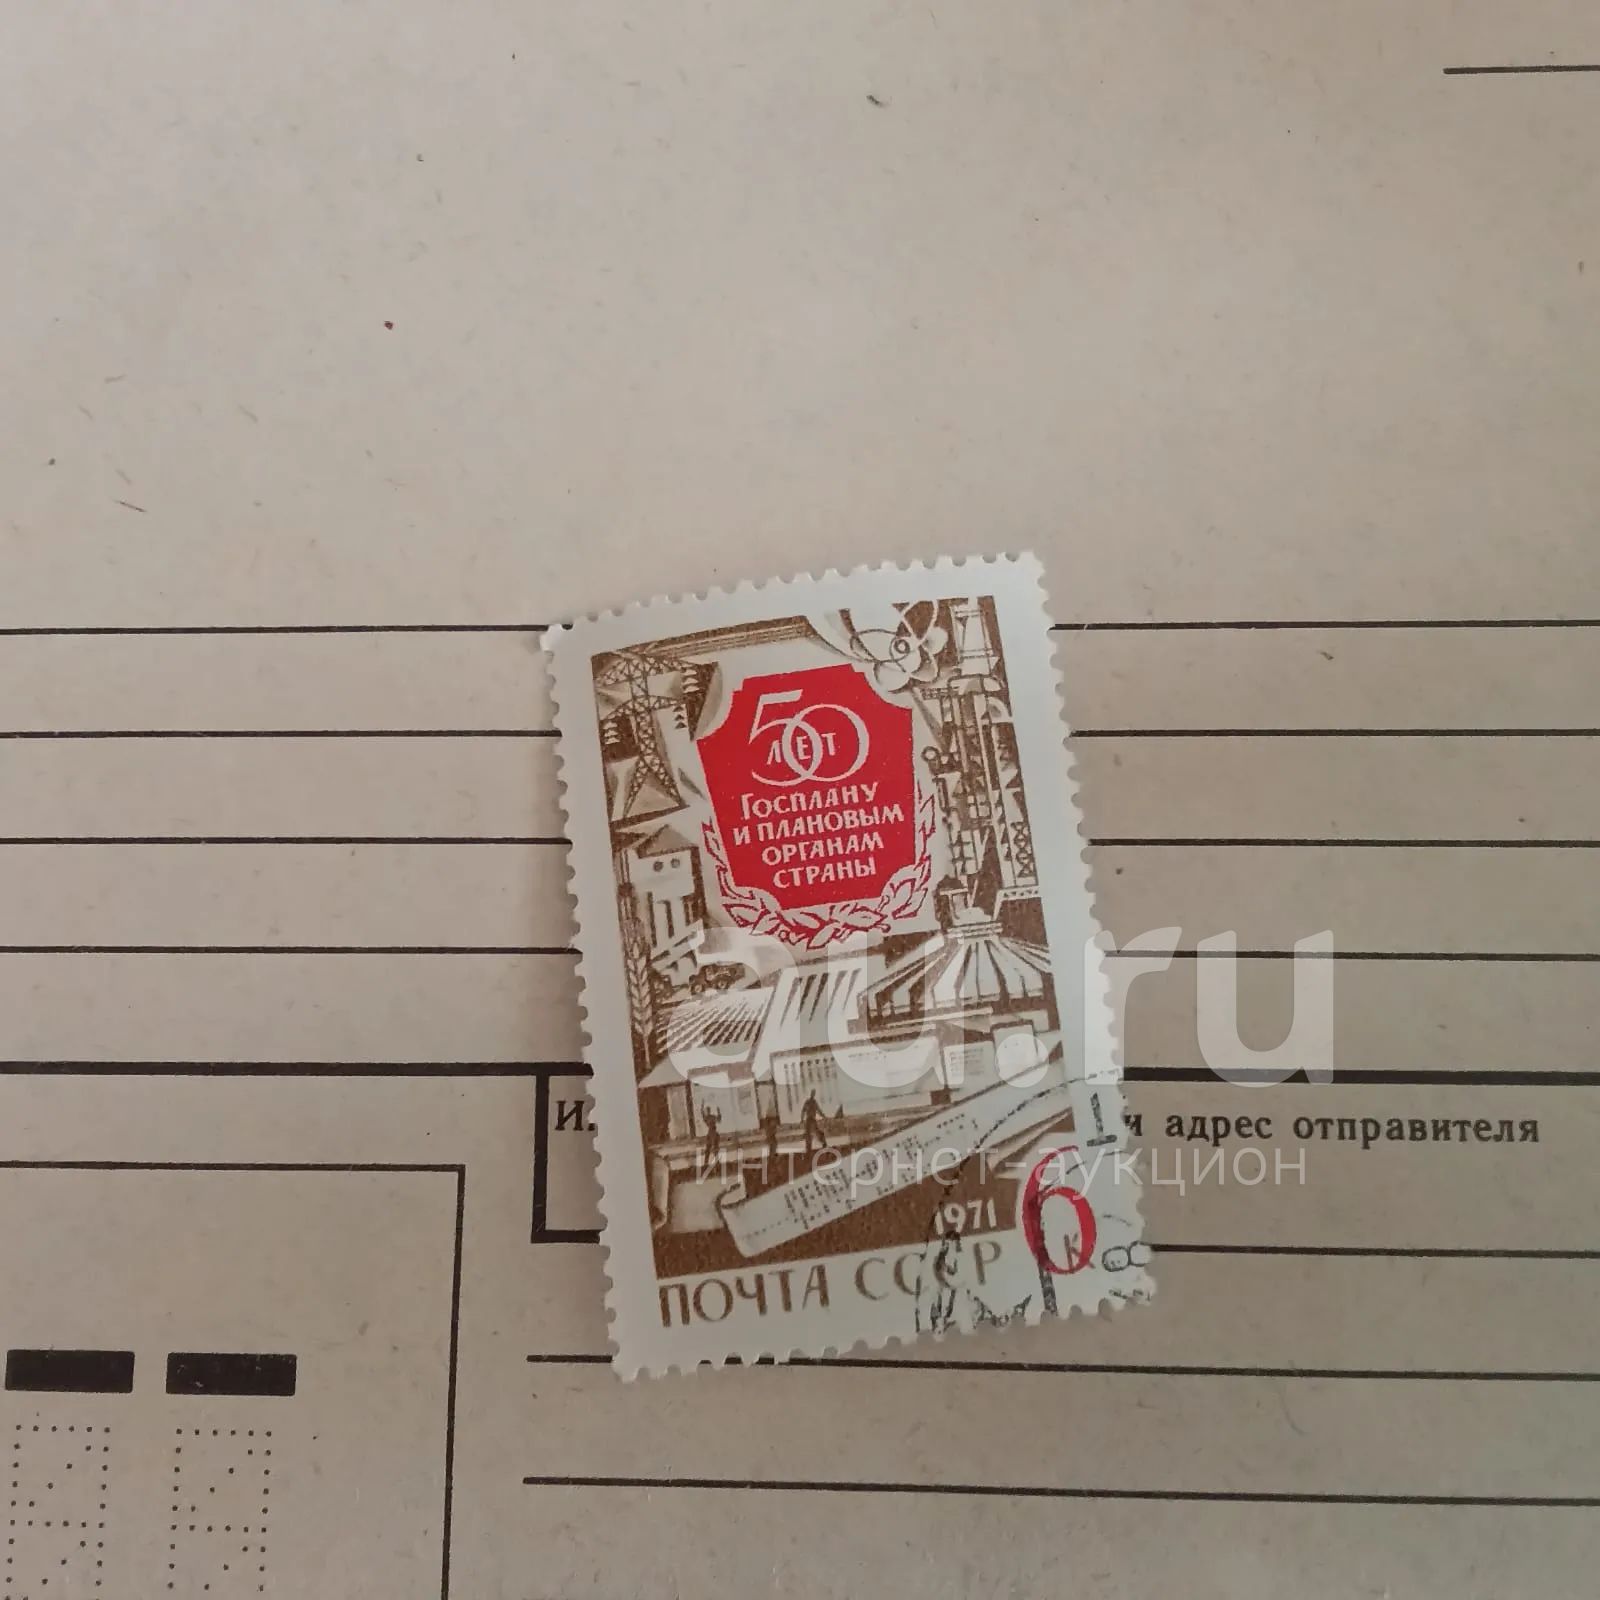 50
ЛЕТ
ГОСПЛАНУ
И ПЛАНОВЫМ
ОРГАНАМ
СТРАНЫ
au.ru
и адрес отправителя
интернет-аукцион
1971
6
к
ПОЧТА СССР